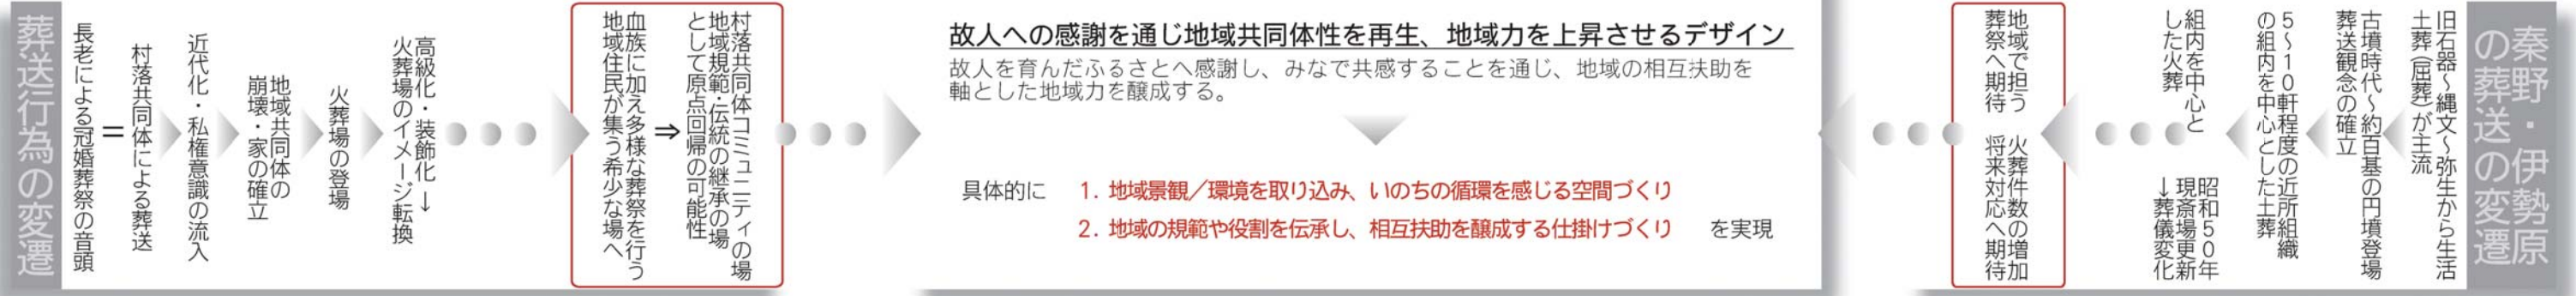 葬送行為の変遷
長老による冠婚葬祭の音頭
＝
村落共同体による葬送
近代化・私権意識の流入
地域共同体の
崩壊・家の確立
火葬場の登場
高級化・装飾化→
火葬場のイメージ転換
村落共同体コミュニティの場
地域規範・伝統の継承の場
として原点回帰の可能性
⇒
血族に加え多様な葬祭を行う
地域住民が集う希少な場へ
故人への感謝を通じ地域共同体性を再生、地域力を上昇させるデザイン
故人を育んだふるさとへ感謝し、みなで共感することを通じ、地域の相互扶助を
軸とした地域力を醸成する。
具体的に
1. 地域景観／環境を取り込み、いのちの循環を感じる空間づくり
2. 地域の規範や役割を伝承し、相互扶助を醸成する仕掛けづくり
を実現
秦野・伊勢原
の葬送の変遷
旧石器～縄文～弥生から生活
土葬（屈葬）が主流
古墳時代～約百基の円墳登場
葬送観念の確立
5～10軒程度の近所組織
の組内を中心とした土葬
組内を中心と
した火葬
昭和50年
現斎場更新
→葬儀変化
地域で担う
葬祭へ期待
火葬件数の増加
将来対応へ期待